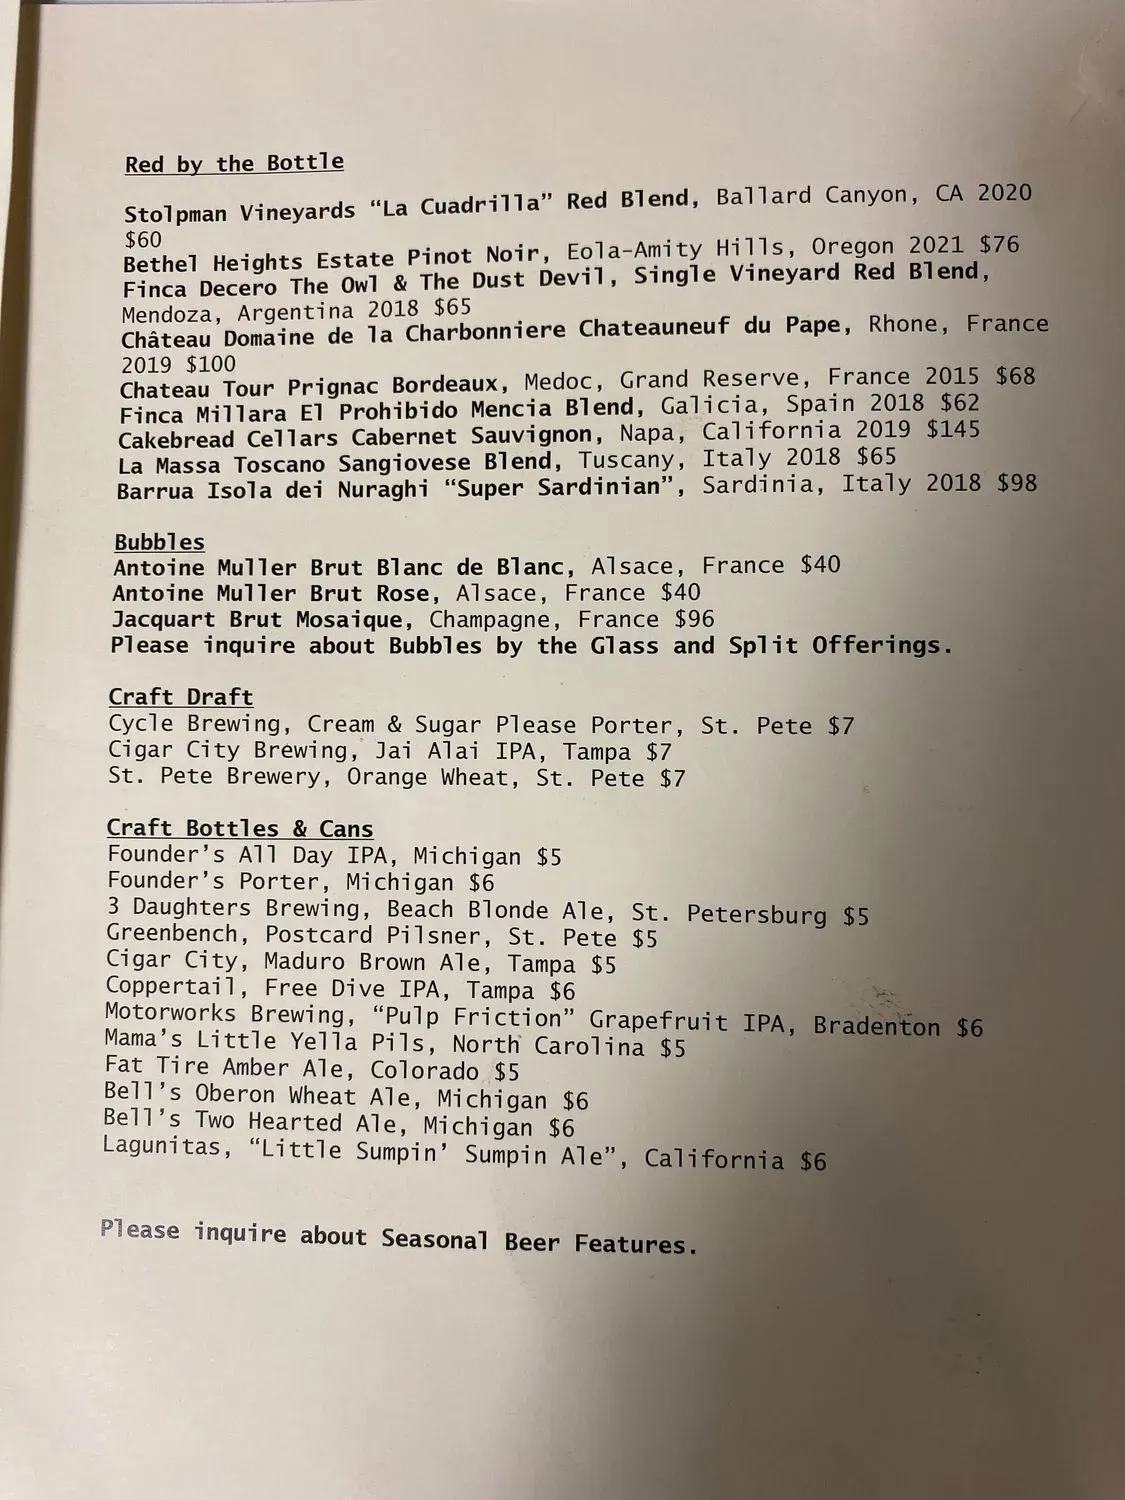 Red by the Bottle
Stolpman Vineyards “La Cuadrilla” Red Blend, Ballard Canyon, CA 2020
$60
Bethel Heights Estate Pinot Noir, Eola-Amity Hills, Oregon 2021 $76
Finca Decero The Owl & The Dust Devil, Single Vineyard Red Blend,
Mendoza, Argentina 2018 $65
Château Domaine de la Charbonniere Chateauneuf du Pape, Rhone, France
2019 $100
Chateau Tour Prignac Bordeaux, Medoc, Grand Reserve, France 2015 $68
Finca Millara El Prohibido Mencia Blend, Galicia, Spain 2018 $62
Cakebread Cellars Cabernet Sauvignon, Napa, California 2019 $145
La Massa Toscano Sangiovese Blend, Tuscany, Italy 2018 $65
Barrua Isola dei Nuraghi “Super Sardinian”, Sardinia, Italy 2018 $98
Bubbles
Antoine Muller Brut Blanc de Blanc, Alsace, France $40
Antoine Muller Brut Rose, Alsace, France $40
Jacquart Brut Mosaique, Champagne, France $96
Please inquire about Bubbles by the Glass and Split Offerings.
Craft Draft
Cycle Brewing, Cream & Sugar Please Porter, St. Pete $7
Cigar City Brewing, Jai Alai IPA, Tampa $7
St. Pete Brewery, Orange Wheat, St. Pete $7
Craft Bottles & Cans
Founder’s All Day IPA, Michigan $5
Founder’s Porter, Michigan $6
3 Daughters Brewing, Beach Blonde Ale, St. Petersburg $5
Greenbench, Postcard Pilsner, St. Pete $5
Cigar City, Maduro Brown Ale, Tampa $5
Coppertail, Free Dive IPA, Tampa $6
Motorworks Brewing, “Pulp Friction” Grapefruit IPA, Bradenton $6
Mama’s Little Yella Pils, North Carolina $5
Fat Tire Amber Ale, Colorado $5
Bell’s Oberon Wheat Ale, Michigan $6
Bell’s Two Hearted Ale, Michigan $6
Lagunitas, “Little Sumpin’ Sumpin Ale”, California $6
Please inquire about Seasonal Beer Features.